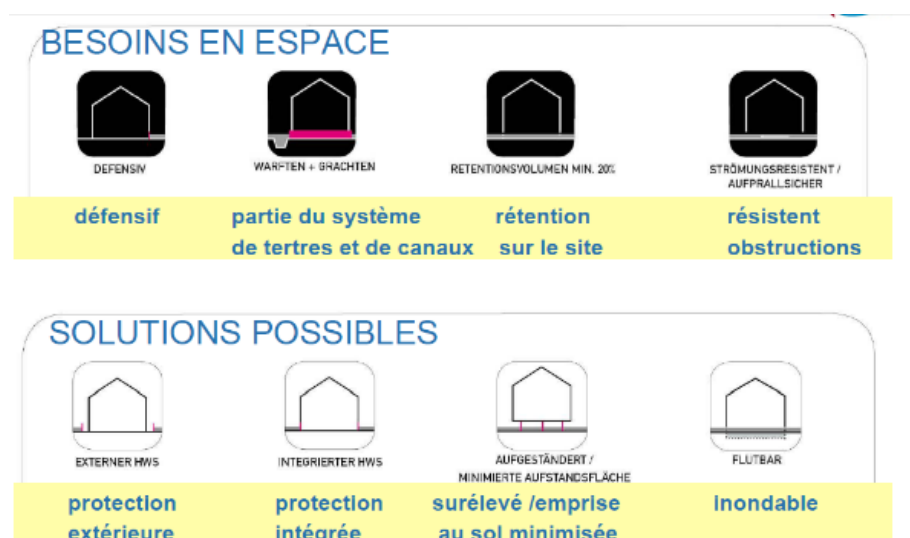 BESOINS EN ESPACE
DEFENSIV
WARFTEN + GRACHTEN
RETENTIONSVOLUMEN MIN. 20%
STRÖMUNGSRESISTENT /
AUFPRALLSICHER
défensif
partie du système
de tertres et de canaux
rétention
sur le site
résistent
obstructions
SOLUTIONS POSSIBLES
EXTERNER HWS
INTEGRIERTER HWS
AUFGESTÄNDERT /
MINIMIERTE AUFSTANDSFLÄCHE
FLUTBAR
protection
extérieure
protection
intégrée
surélevé /emprise
au sol minimisée
inondable